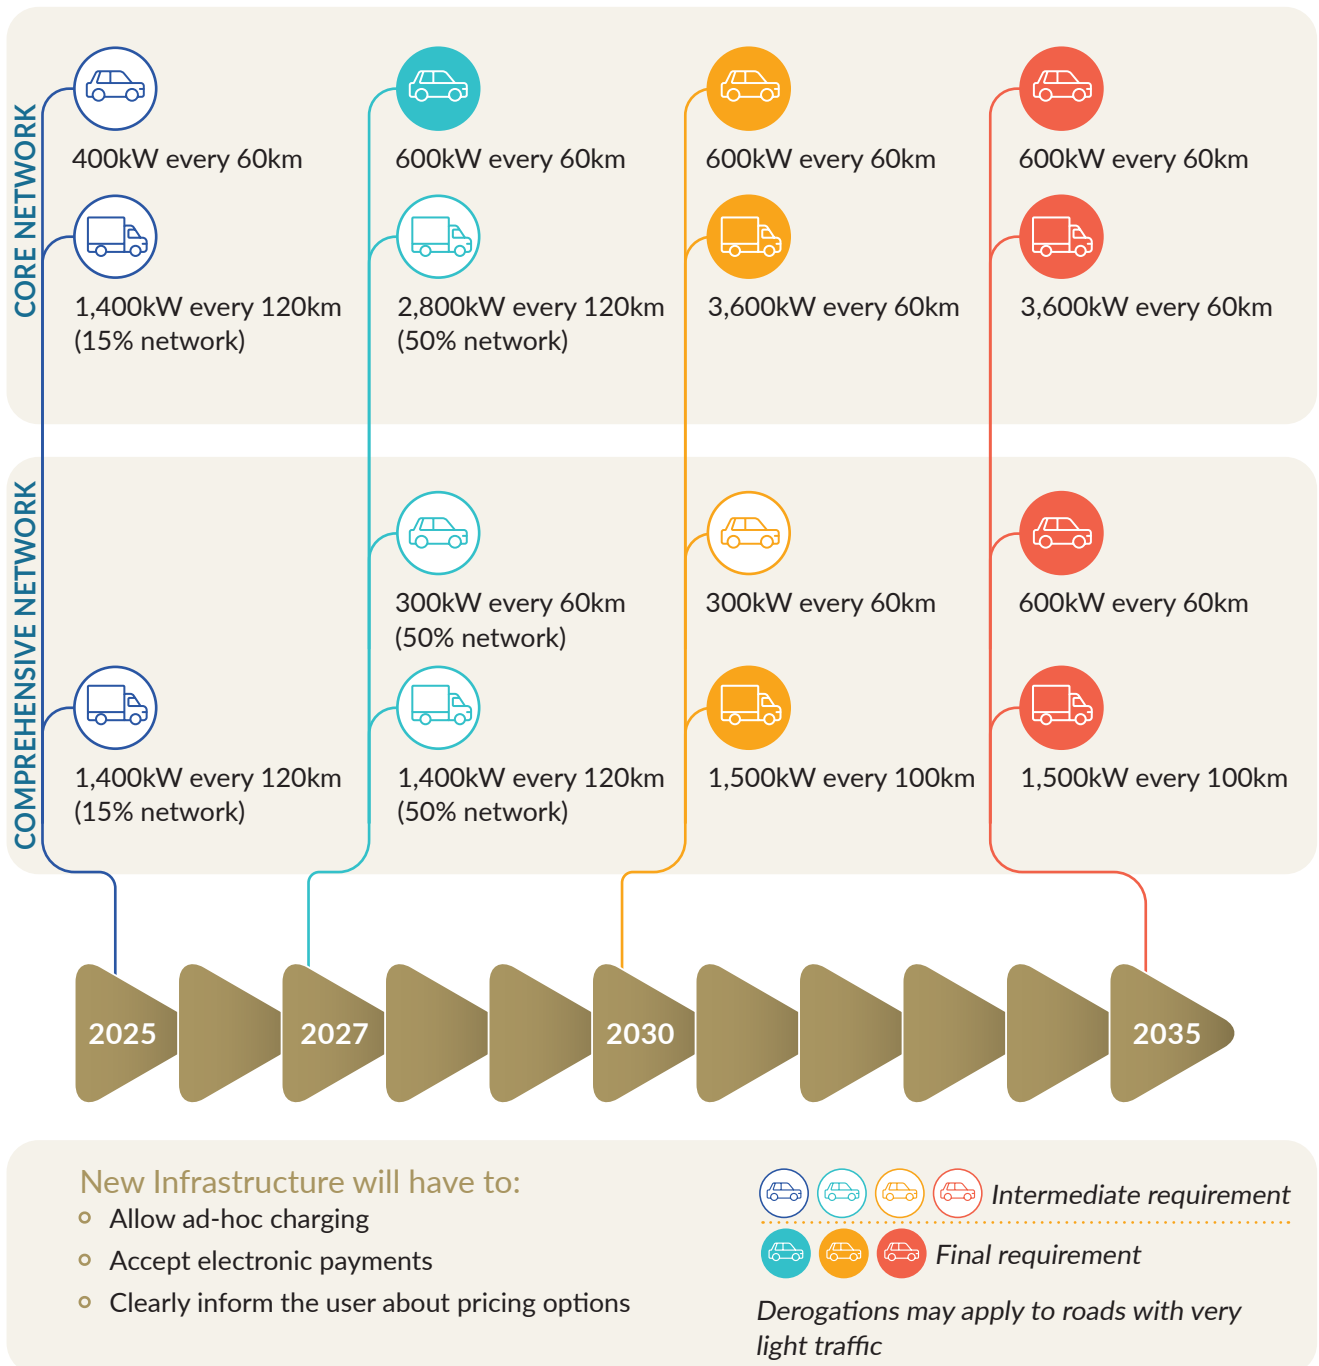 CORE NETWORK
400kW every 60km
600kW every 60km
600kW every 60km
600kW every 60km
1,400kW every 120km
(15% network)
2,800kW every 120km
(50% network)
3,600kW every 60km
3,600kW every 60km
COMPREHENSIVE NETWORK
300kW every 60km
(50% network)
300kW every 60km
600kW every 60km
1,400kW every 120km
(15% network)
1,400kW every 120km
(50% network)
1,500kW every 100km
1,500kW every 100km
2025
2027
2030
2035
New Infrastructure will have to:
Allow ad-hoc charging
Accept electronic payments
Clearly inform the user about pricing options
Intermediate requirement
Final requirement
Derogations may apply to roads with very
light traffic